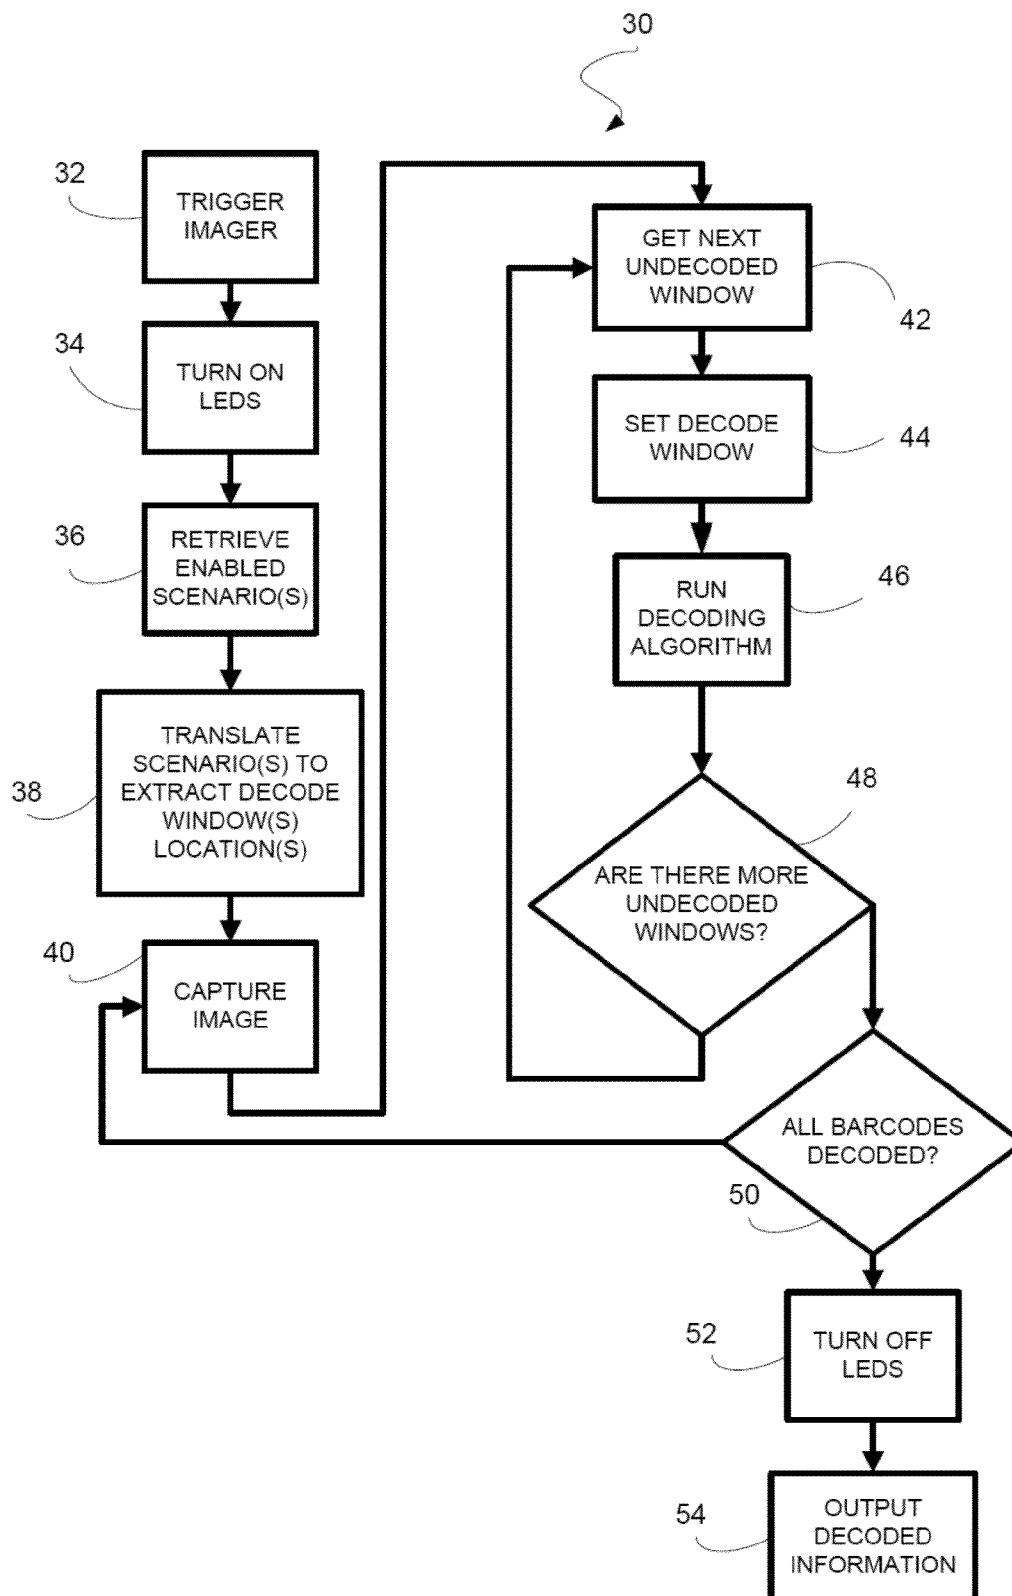 30
32
TRIGGER
IMAGER
34
TURN ON
LEDS
36
RETRIEVE
ENABLED
SCENARIO(S)
38
TRANSLATE
SCENARIO(S) TO
EXTRACT DECODE
WINDOW(S)
LOCATION(S)
40
CAPTURE
IMAGE
GET NEXT
UNDECODED
WINDOW
42
SET DECODE
WINDOW
44
RUN
DECODING
ALGORITHM
46
ARE THERE MORE
UNDECODED
WINDOWS?
48
ALL BARCODES
DECODED?
50
TURN OFF
LEDS
52
OUTPUT
DECODED
INFORMATION
54